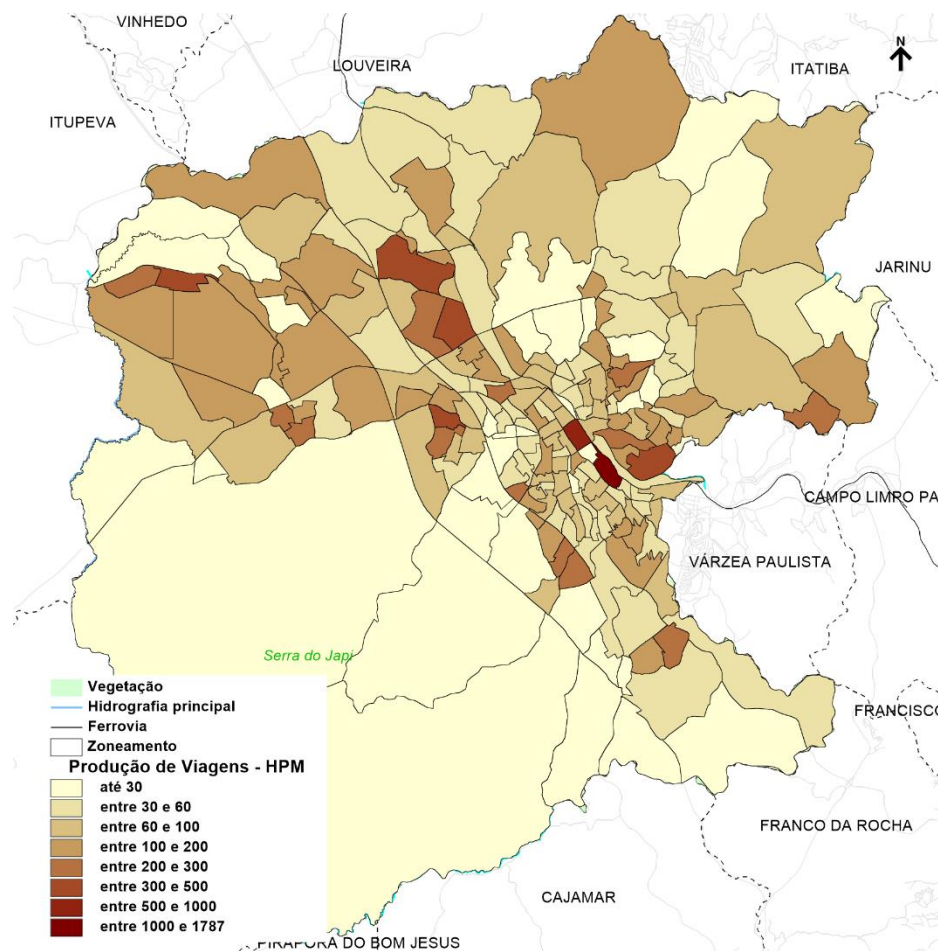 VINHEDO
LOUVEIRA
N
ITATIBA
ITUPEVA
JARINU
CAMPO LIMPO PA
VÁRZEA PAULISTA
Serra do Japi
FRANCISCO
FRANCO DA ROCHA
CAJAMAR
PIRAPORA DO BOM JESUS
Vegetação
Hidrografia principal
Ferrovia
Zoneamento
Produção de Viagens - HPM
até 30
entre 30 e 60
entre 60 e 100
entre 100 e 200
entre 200 e 300
entre 300 e 500
entre 500 e 1000
entre 1000 e 1787